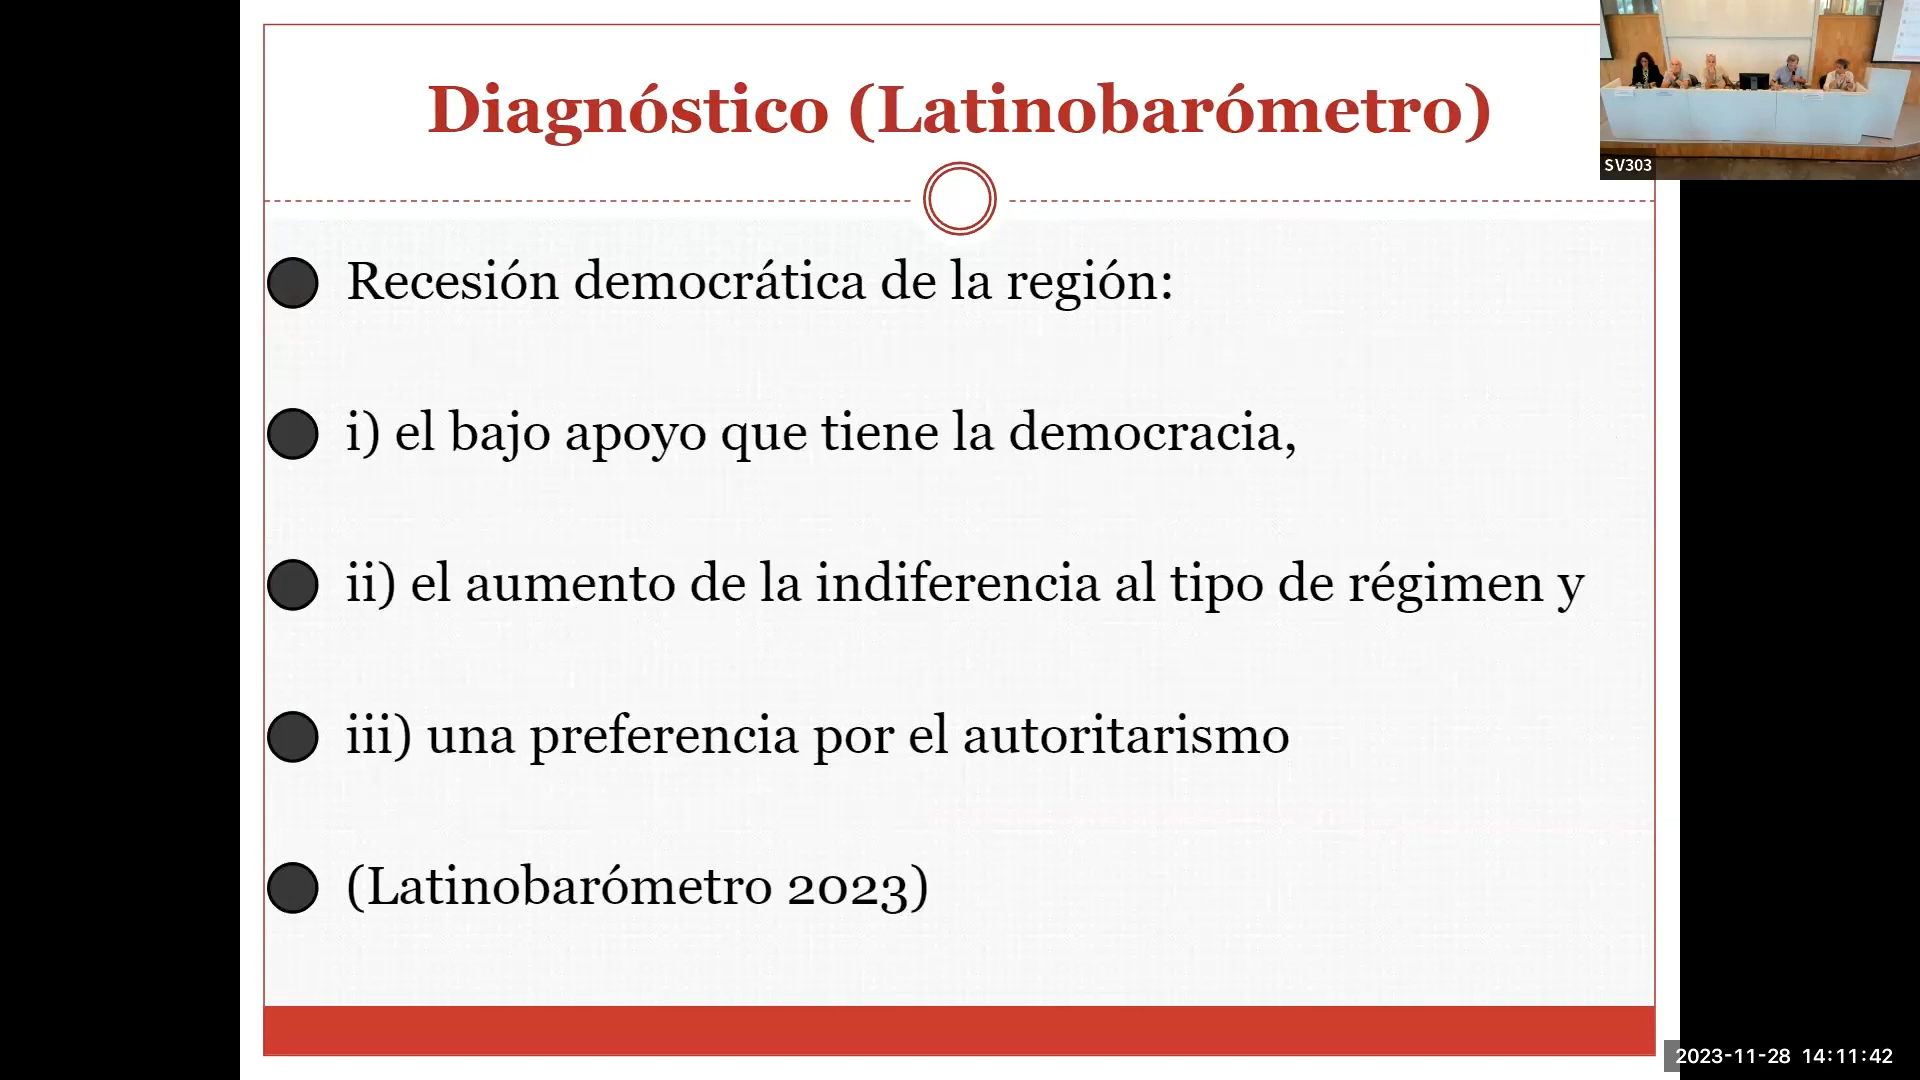 Diagnóstico (Latinobarómetro)
SV303
Recesión democrática de la región:
i) el bajo apoyo que tiene la democracia,
ii) el aumento de la indiferencia al tipo de régimen y
iii) una preferencia por el autoritarismo
(Latinobarómetro 2023)
2023-11-28 14:11:42